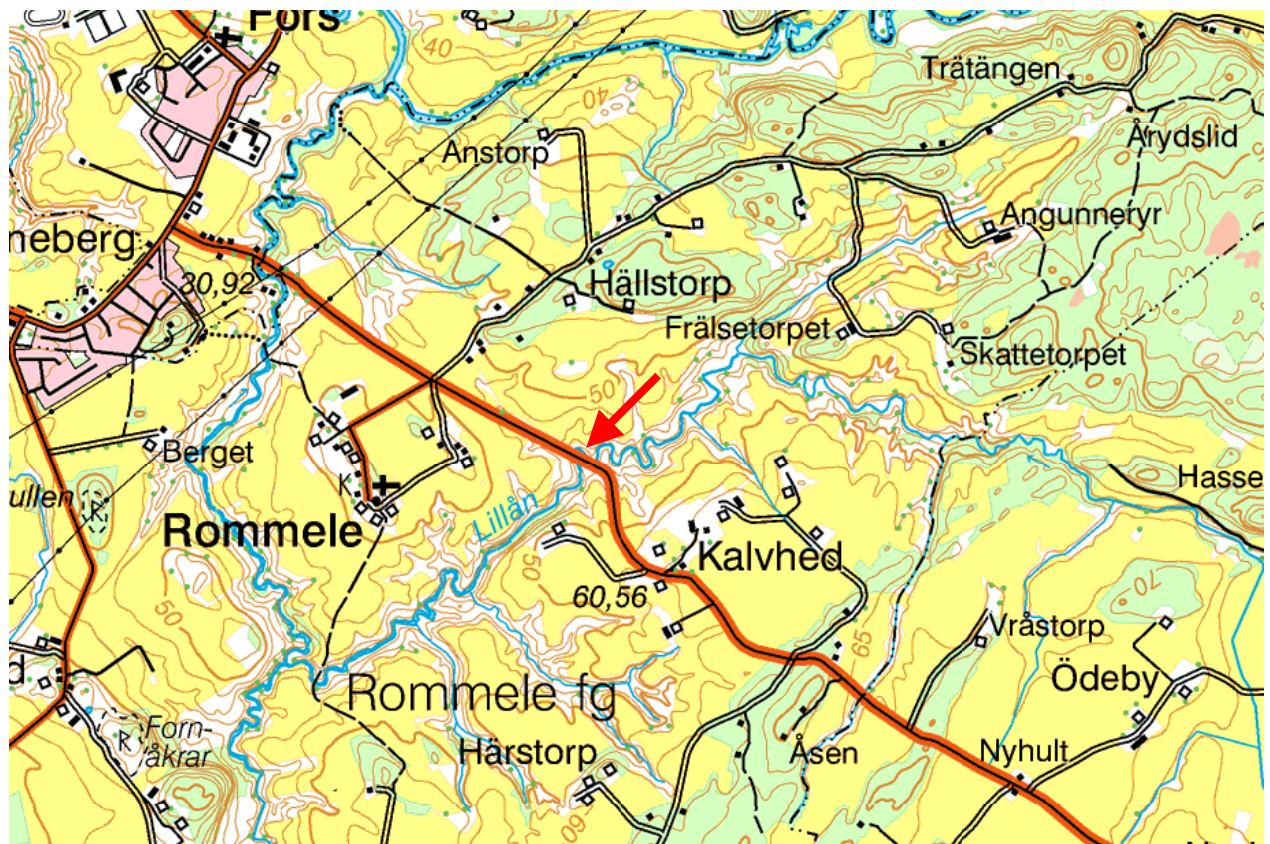 Fors
40
Trätängen
40
Anstorp
Årydslid
Angunneryr
neberg
30,92
Hällstorp
Frälsetorpet
Skattetorpet
50
Berget
Hasse
ullen
R
K
Lillån
Rommele
Kalvhed
50
50
60,56
70
65
Vråstorp
Ödeby
d
Rommele fg
Forn-
åkrar
R
Härstorp
Åsen
Nyhult
60